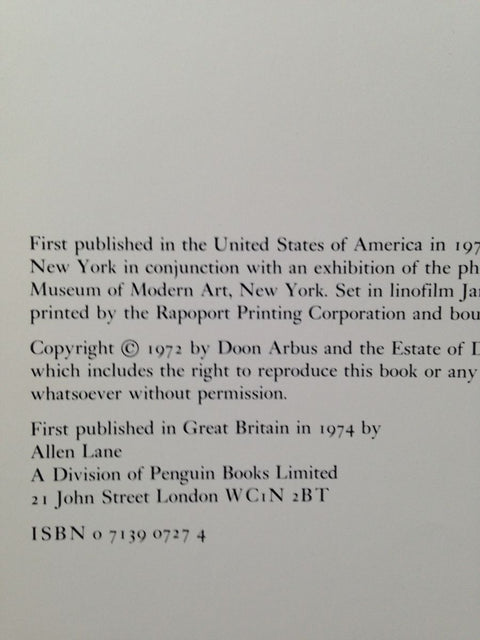 First published in the United States of America in 197
New York in conjunction with an exhibition of the ph
Museum of Modern Art, New York. Set in linofilm Ja
printed by the Rapoport Printing Corporation and bou
Copyright © 1972 by Doon Arbus and the Estate of D
which includes the right to reproduce this book or any
whatsoever without permission.
First published in Great Britain in 1974 by
Allen Lane
A Division of Penguin Books Limited
21 John Street London WC1N 2BT
ISBN 0 7139 0727 4